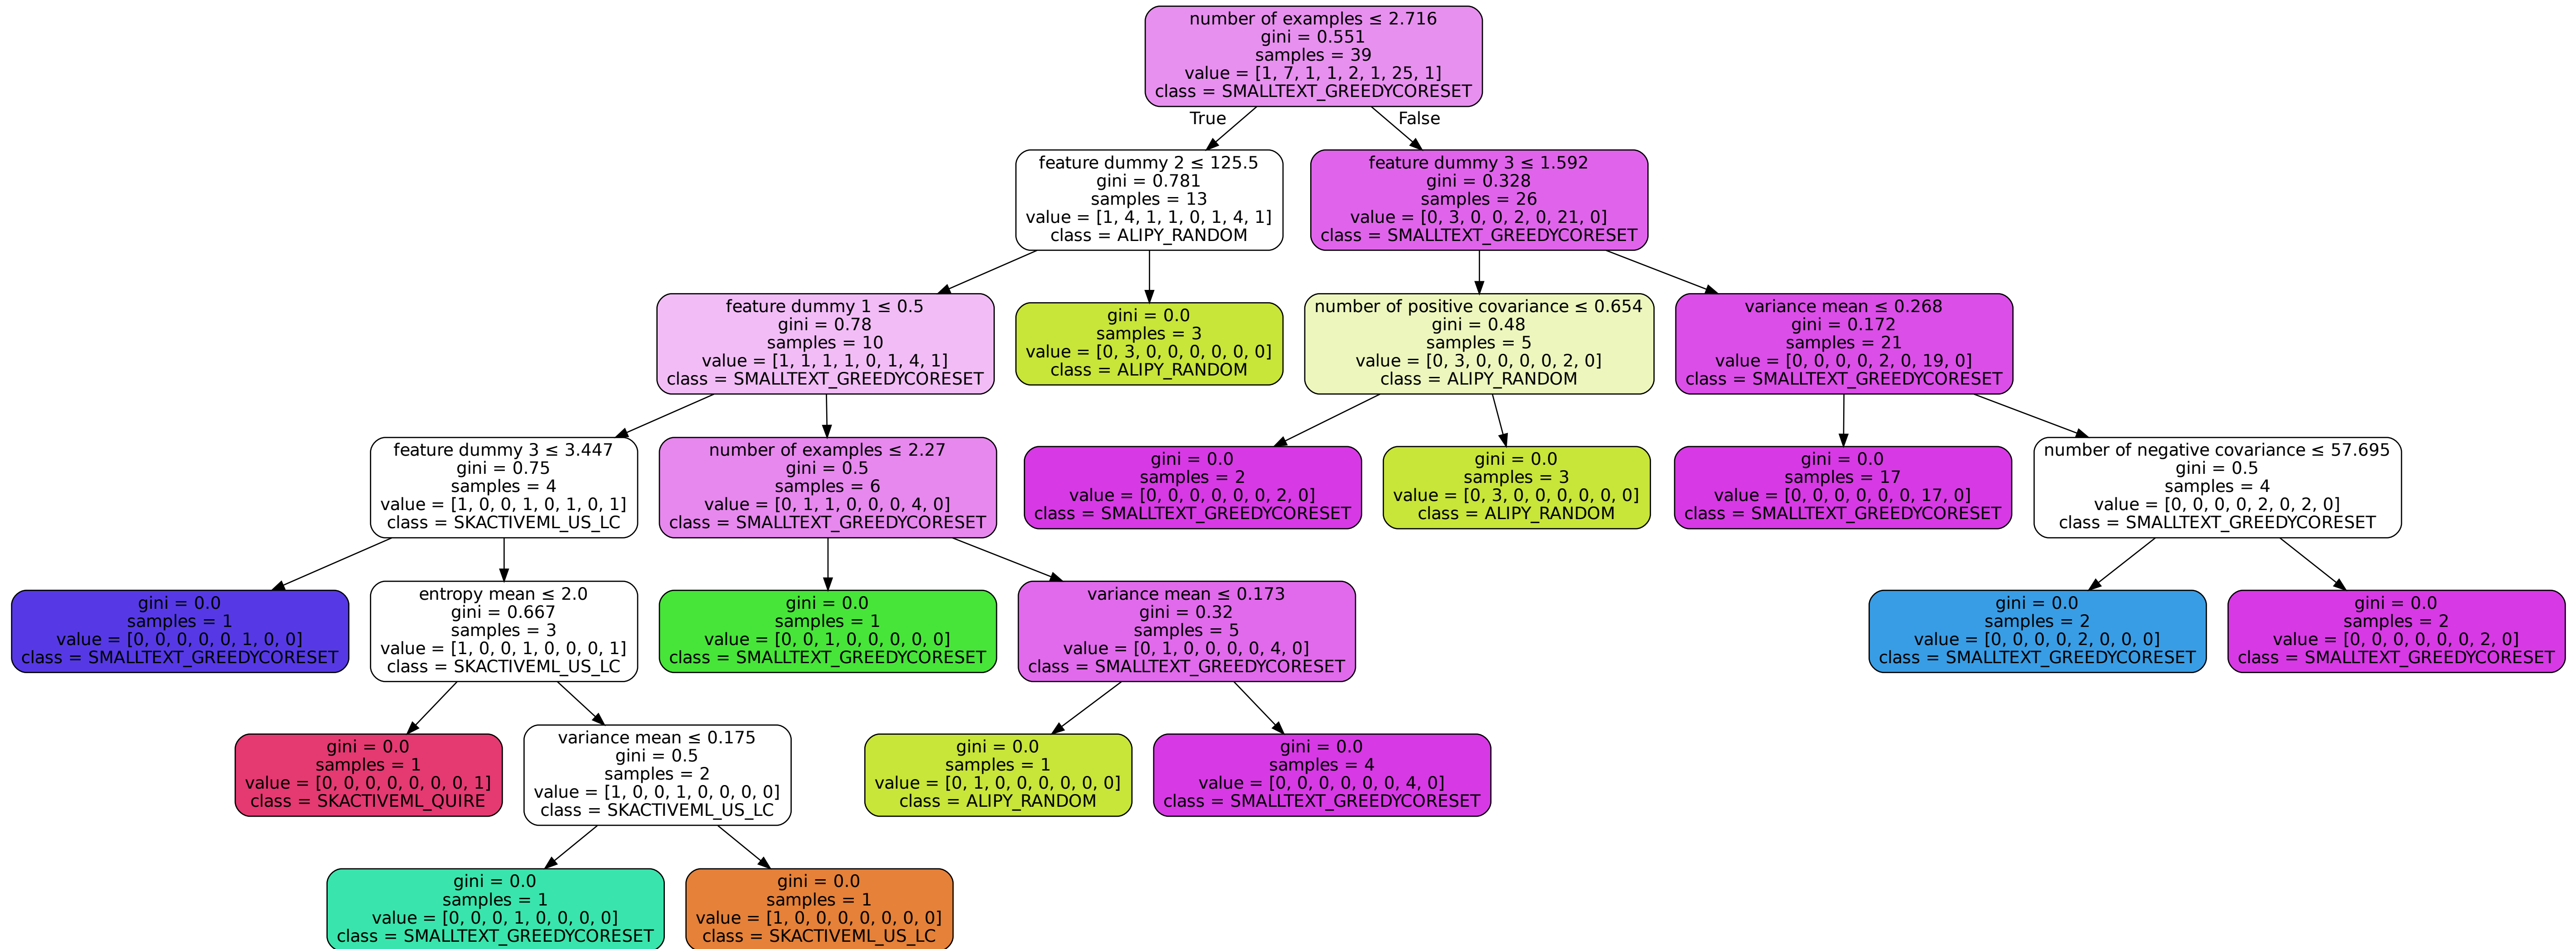 number of examples ≤ 2.716
gini = 0.551
samples = 39
value = [1, 7, 1, 1, 2, 1, 25, 1]
class = SMALLTEXT_GREEDYCORESET
True
False
feature dummy 2 ≤ 125.5
gini = 0.781
samples = 13
value = [1, 4, 1, 1, 0, 1, 4, 1]
class = ALIPY_RANDOM
feature dummy 3 ≤ 1.592
gini = 0.328
samples = 26
value = [0, 3, 0, 0, 2, 0, 21, 0]
class = SMALLTEXT_GREEDYCORESET
feature dummy 1 ≤ 0.5
gini = 0.78
samples = 10
value = [1, 1, 1, 1, 0, 1, 4, 1]
class = SMALLTEXT_GREEDYCORESET
gini = 0.0
samples = 3
value = [0, 3, 0, 0, 0, 0, 0, 0]
class = ALIPY_RANDOM
number of positive covariance ≤ 0.654
gini = 0.48
samples = 5
value = [0, 3, 0, 0, 0, 0, 2, 0]
class = ALIPY_RANDOM
variance mean ≤ 0.268
gini = 0.172
samples = 21
value = [0, 0, 0, 0, 2, 0, 19, 0]
class = SMALLTEXT_GREEDYCORESET
feature dummy 3 ≤ 3.447
gini = 0.75
samples = 4
value = [1, 0, 0, 1, 0, 1, 0, 1]
class = SKACTIVEML_US_LC
number of examples ≤ 2.27
gini = 0.5
samples = 6
value = [0, 1, 1, 0, 0, 0, 4, 0]
class = SMALLTEXT_GREEDYCORESET
gini = 0.0
samples = 2
value = [0, 0, 0, 0, 0, 0, 2, 0]
class = SMALLTEXT_GREEDYCORESET
gini = 0.0
samples = 3
value = [0, 3, 0, 0, 0, 0, 0, 0]
class = ALIPY_RANDOM
gini = 0.0
samples = 17
value = [0, 0, 0, 0, 0, 0, 17, 0]
class = SMALLTEXT_GREEDYCORESET
number of negative covariance ≤ 57.695
gini = 0.5
samples = 4
value = [0, 0, 0, 0, 2, 0, 2, 0]
class = SMALLTEXT_GREEDYCORESET
gini = 0.0
samples = 1
value = [0, 0, 0, 0, 0, 1, 0, 0]
class = SMALLTEXT_GREEDYCORESET
entropy mean ≤ 2.0
gini = 0.667
samples = 3
value = [1, 0, 0, 1, 0, 0, 0, 1]
class = SKACTIVEML_US_LC
gini = 0.0
samples = 1
value = [0, 0, 1, 0, 0, 0, 0, 0]
class = SMALLTEXT_GREEDYCORESET
variance mean ≤ 0.173
gini = 0.32
samples = 5
value = [0, 1, 0, 0, 0, 0, 4, 0]
class = SMALLTEXT_GREEDYCORESET
gini = 0.0
samples = 2
value = [0, 0, 0, 0, 2, 0, 0, 0]
class = SMALLTEXT_GREEDYCORESET
gini = 0.0
samples = 2
value = [0, 0, 0, 0, 0, 0, 2, 0]
class = SMALLTEXT_GREEDYCORESET
gini = 0.0
samples = 1
value = [0, 0, 0, 0, 0, 0, 0, 1]
class = SKACTIVEML_QUIRE
variance mean ≤ 0.175
gini = 0.5
samples = 2
value = [1, 0, 0, 1, 0, 0, 0, 0]
class = SKACTIVEML_US_LC
gini = 0.0
samples = 1
value = [0, 1, 0, 0, 0, 0, 0, 0]
class = ALIPY_RANDOM
gini = 0.0
samples = 4
value = [0, 0, 0, 0, 0, 0, 4, 0]
class = SMALLTEXT_GREEDYCORESET
gini = 0.0
samples = 1
value = [0, 0, 0, 1, 0, 0, 0, 0]
class = SMALLTEXT_GREEDYCORESET
gini = 0.0
samples = 1
value = [1, 0, 0, 0, 0, 0, 0, 0]
class = SKACTIVEML_US_LC